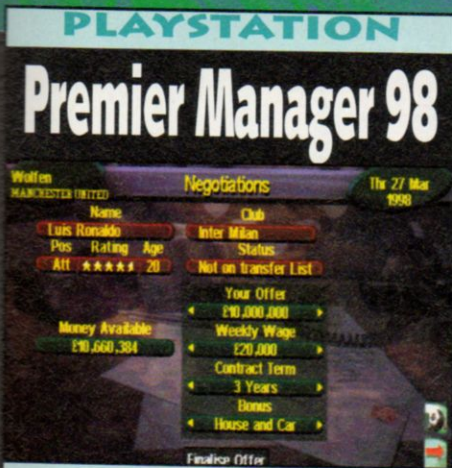 PLAYSTATION
Premier Manager 98
Wolfen
MANCHESTER UNITED
Negotiations
Thr 27 Mar
1998
Name
Club
Luis Ronaldo
Inter Milan
Pos Rating Age
Status
Att ★★★★★ 20
Not on transfer List
Your Offer
£10,000,000
Money Available
Weekly Wage
£10,660,384
£20,000
Contract Term
3 Years
Bonus
House and Car
Finalise Offer